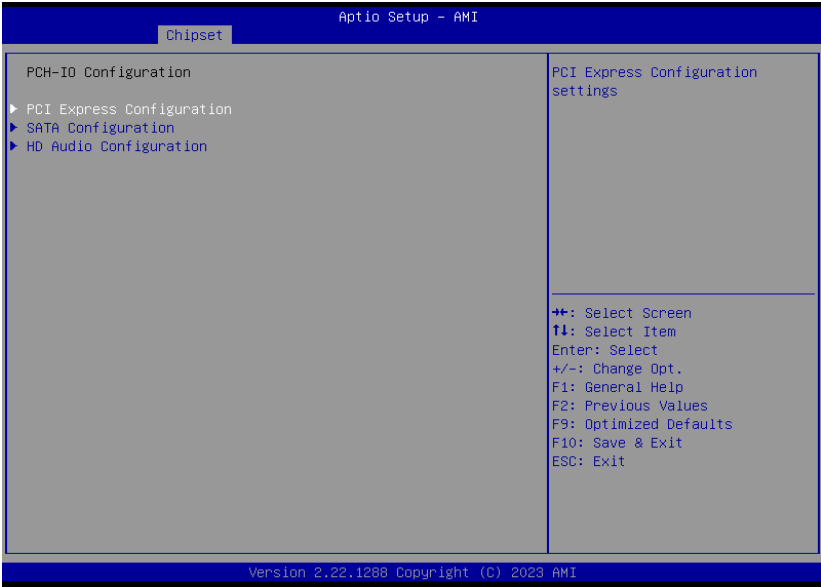 Aptio Setup – AMI
Chipset
PCH-IO Configuration
▶ PCI Express Configuration
▶ SATA Configuration
▶ HD Audio Configuration
PCI Express Configuration
settings
→←: Select Screen
↑↓: Select Item
Enter: Select
+/-: Change Opt.
F1: General Help
F2: Previous Values
F9: Optimized Defaults
F10: Save & Exit
ESC: Exit
Version 2.22.1288 Copyright (C) 2023 AMI